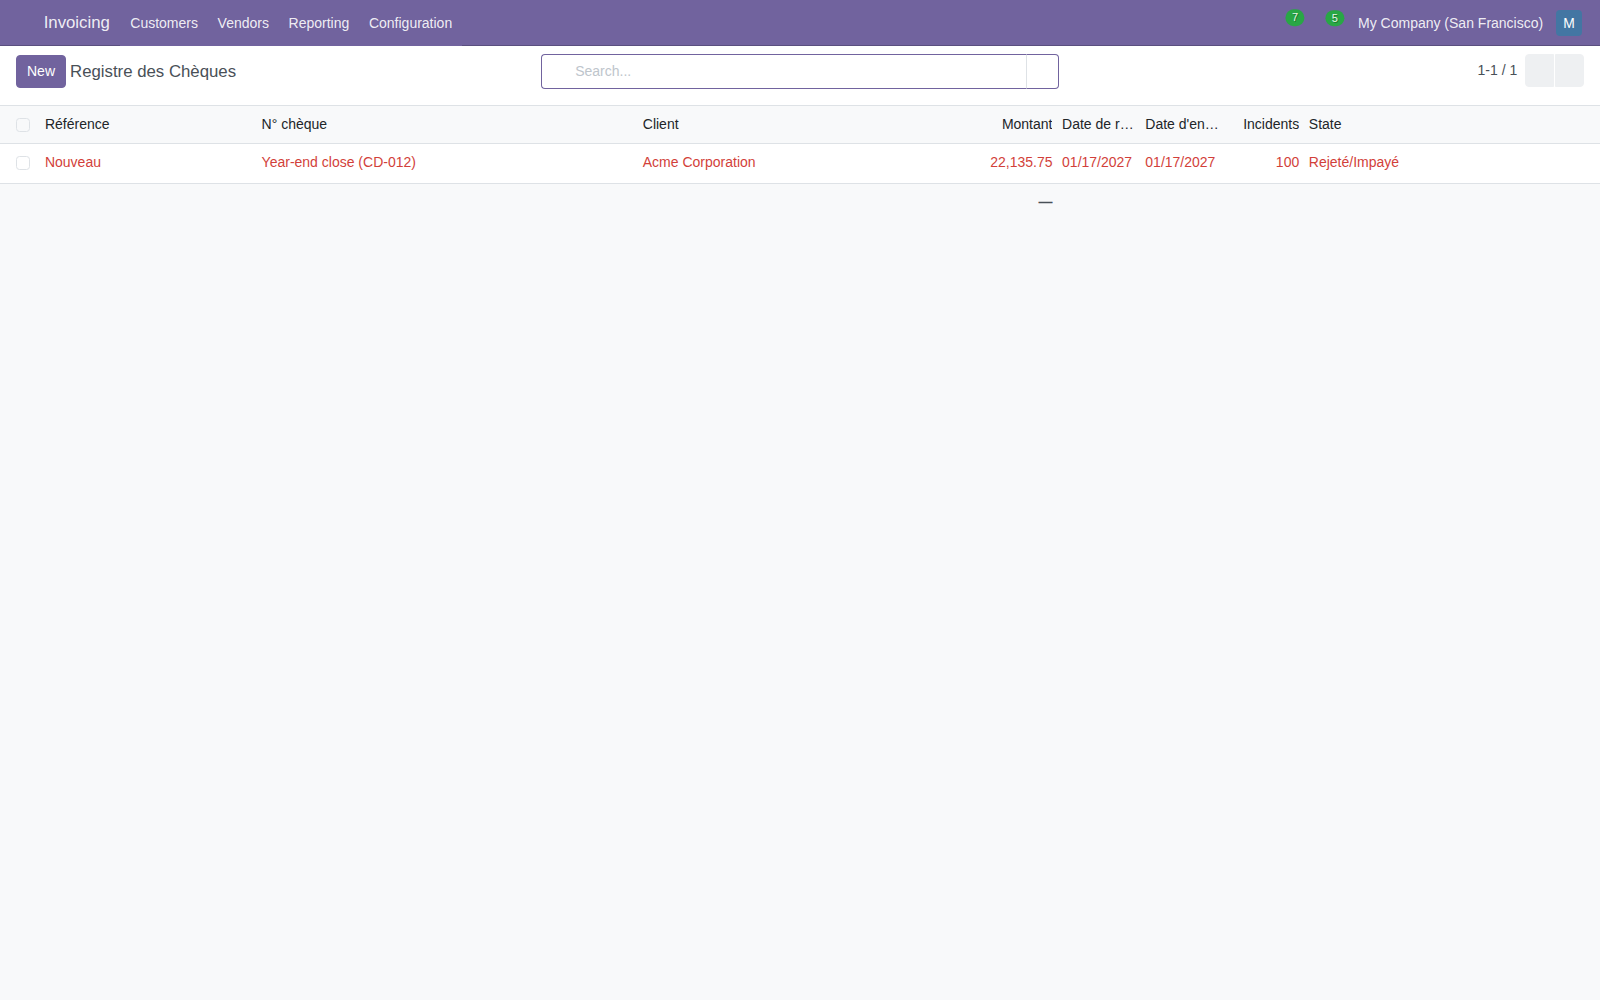 Invoicing Customers Vendors Reporting Configuration 7 5 My Company (San Francisco) M
New Registre des Chèques Search... 1-1 / 1
Référence N° chèque Client Montant Date de r… Date d'en… Incidents State
Nouveau Year-end close (CD-012) Acme Corporation 22,135.75 01/17/2027 01/17/2027 100 Rejeté/Impayé
—